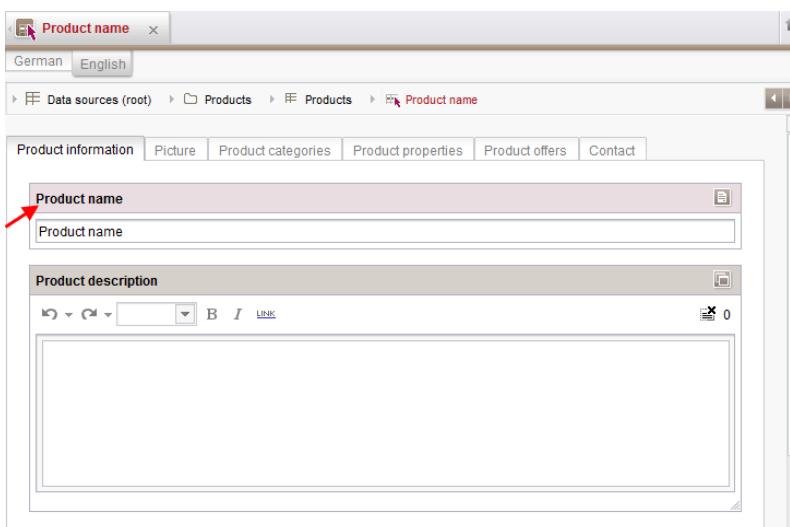 Product name
German English
Data sources (root) Products Products Product name
Product information Picture Product categories Product properties Product offers Contact
Product name
Product name
Product description
B I LINK 0